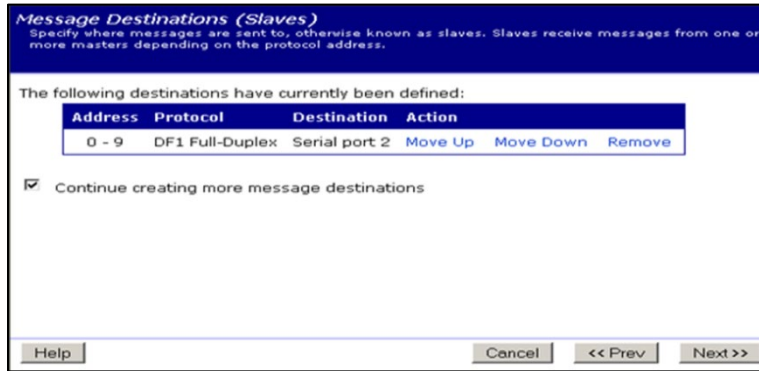 Message Destinations (Slaves)
Specify where messages are sent to, otherwise known as slaves. Slaves receive messages from one or
more masters depending on the protocol address.
The following destinations have currently been defined:
Address Protocol Destination Action
0 - 9 DF1 Full-Duplex Serial port 2 Move Up Move Down Remove
Continue creating more message destinations
Help Cancel << Prev Next >>